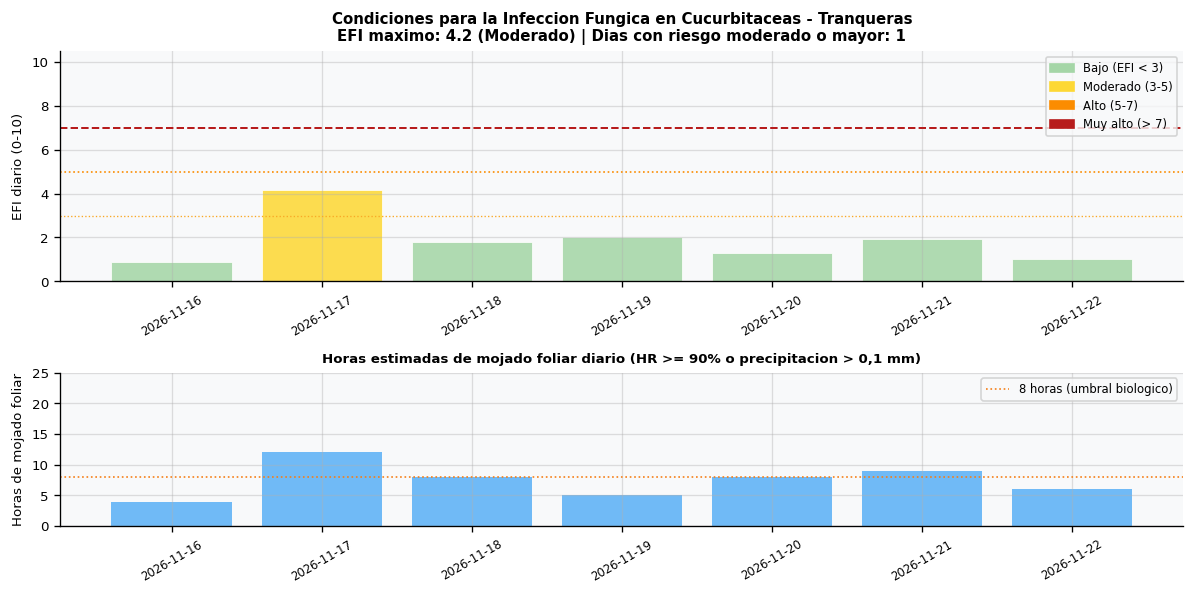 Condiciones para la Infeccion Fungica en Cucurbitaceas - Tranqueras
EFI maximo: 4.2 (Moderado) | Dias con riesgo moderado o mayor: 1
EFI diario (0-10)
10
8
6
4
2
0
Bajo (EFI < 3)
Moderado (3-5)
Alto (5-7)
Muy alto (> 7)
2026-11-16
2026-11-17
2026-11-18
2026-11-19
2026-11-20
2026-11-21
2026-11-22
Horas estimadas de mojado foliar diario (HR >= 90% o precipitacion > 0,1 mm)
Horas de mojado foliar
25
20
15
10
5
0
8 horas (umbral biologico)
2026-11-16
2026-11-17
2026-11-18
2026-11-19
2026-11-20
2026-11-21
2026-11-22